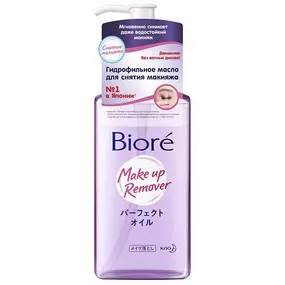 Мгновенно снимает
даже водостойкий
макияж
Снятие
макияжа
Демакияж
без ватных дисков!
Гидрофильное масло
для снятия макияжа
№1
в Японии
Bioré
Make up
Remover
パーフェクト
オイル
メイク落とし
Kao